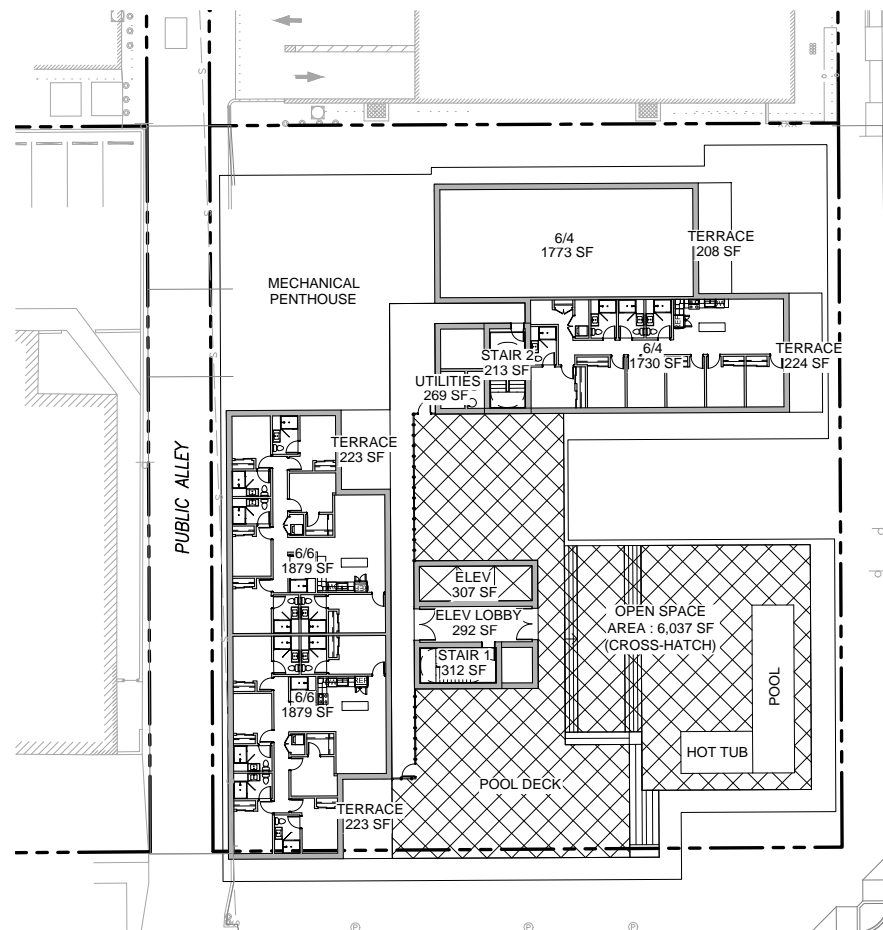 6/4
1773 SF
TERRACE
208 SF
MECHANICAL
PENTHOUSE
STAIR 2
213 SF
6/4
1730 SF
TERRACE
224 SF
UTILITIES
269 SF
TERRACE
223 SF
PUBLIC ALLEY
S
S
S
S
6/6
1879 SF
ELEV
307 SF
ELEV LOBBY
292 SF
STAIR 1
312 SF
OPEN SPACE
AREA : 6,037 SF
(CROSS-HATCH)
6/6
1879 SF
POOL
HOT TUB
POOL DECK
TERRACE
223 SF
P
P
P